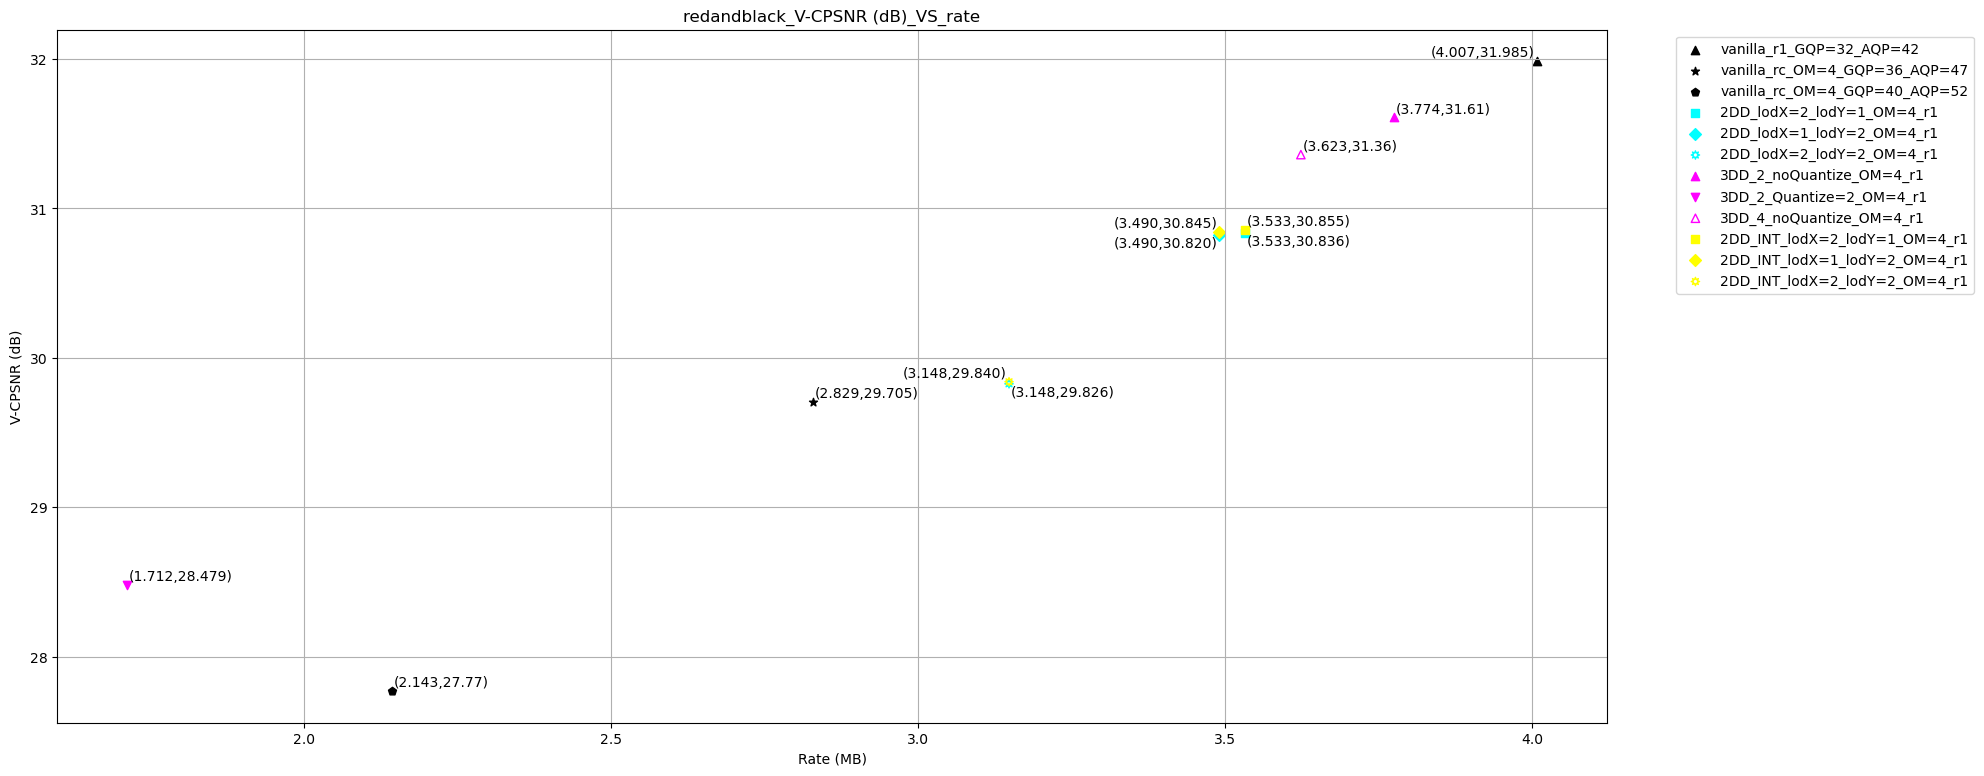 redandblack_V-CPSNR (dB)_VS_rate
32
31
30
29
28
V-CPSNR (dB)
(4.007,31.985)
(3.774,31.61)
(3.623,31.36)
(3.490,30.845)
(3.533,30.855)
(3.490,30.820)
(3.533,30.836)
(3.148,29.840)
(2.829,29.705)
(3.148,29.826)
(1.712,28.479)
(2.143,27.77)
2.0
2.5
3.0
3.5
4.0
Rate (MB)
vanilla_r1_GQP=32_AQP=42
vanilla_rc_OM=4_GQP=36_AQP=47
vanilla_rc_OM=4_GQP=40_AQP=52
2DD_lodX=2_lodY=1_OM=4_r1
2DD_lodX=1_lodY=2_OM=4_r1
2DD_lodX=2_lodY=2_OM=4_r1
3DD_2_noQuantize_OM=4_r1
3DD_2_Quantize=2_OM=4_r1
3DD_4_noQuantize_OM=4_r1
2DD_INT_lodX=2_lodY=1_OM=4_r1
2DD_INT_lodX=1_lodY=2_OM=4_r1
2DD_INT_lodX=2_lodY=2_OM=4_r1